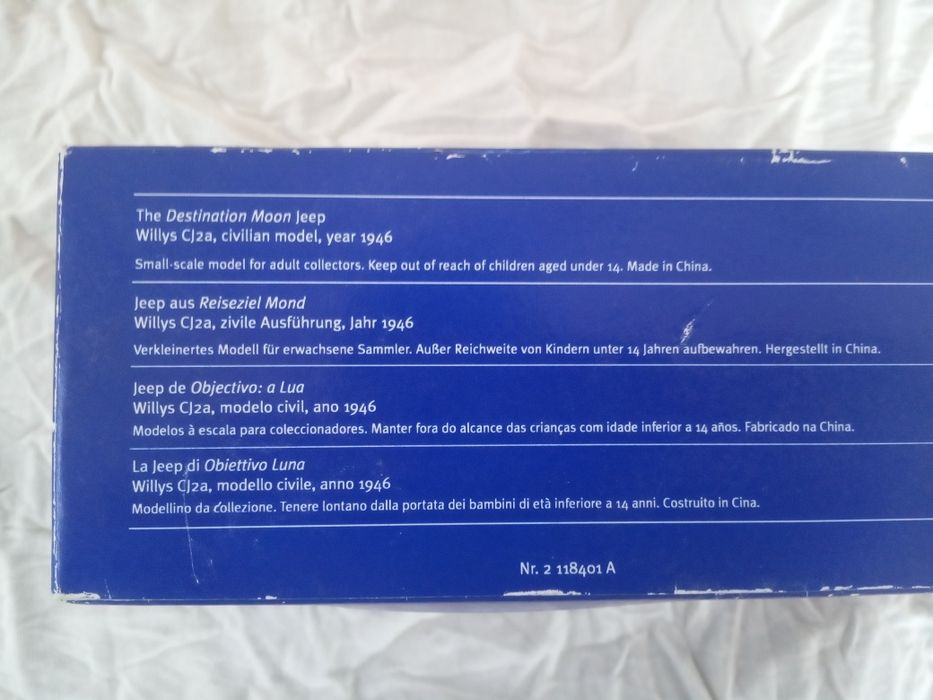 The Destination Moon Jeep
Willys CJ2a, civilian model, year 1946
Small-scale model for adult collectors. Keep out of reach of children aged under 14. Made in China.
Jeep aus Reiseziel Mond
Willys CJ2a, zivile Ausführung, Jahr 1946
Verkleinertes Modell für erwachsene Sammler. Außer Reichweite von Kindern unter 14 Jahren aufbewahren. Hergestellt in China.
Jeep de Objectivo: a Lua
Willys CJ2a, modelo civil, ano 1946
Modelos à escala para coleccionadores. Manter fora do alcance das crianças com idade inferior a 14 años. Fabricado na China.
La Jeep di Obiettivo Luna
Willys CJ2a, modello civile, anno 1946
Modellino da collezione. Tenere lontano dalla portata dei bambini di età inferiore a 14 anni. Costruito in Cina.
Nr. 2 118401 A